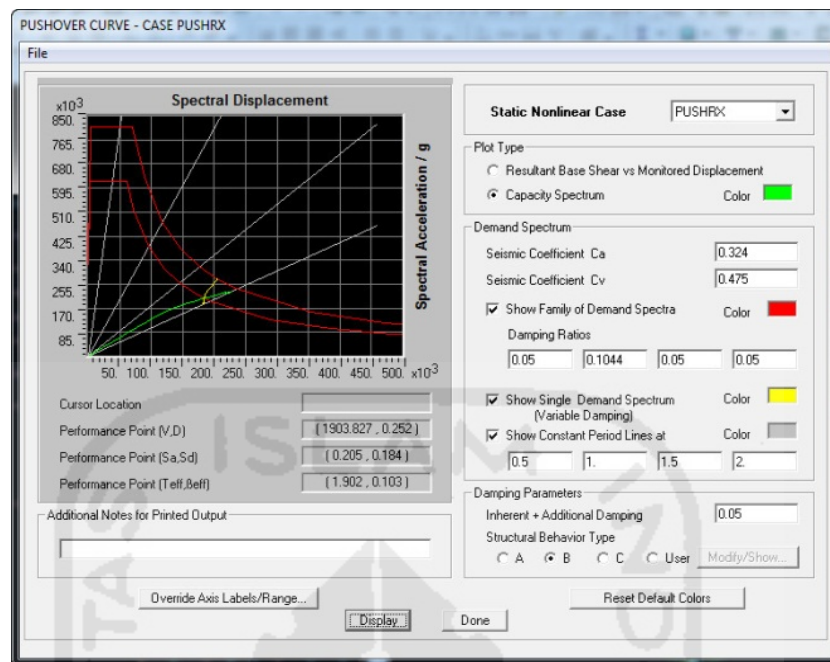 PUSHOVER CURVE - CASE PUSHRX
File
Spectral Displacement
x10³
850.
765.
680.
595.
510.
425.
340.
255.
170.
85.
50. 100. 150. 200. 250. 300. 350. 400. 450. 500. x10³
Spectral Acceleration / g
Cursor Location
Performance Point (V,D) (1903.827 , 0.252)
Performance Point (Sa,Sd) (0.205 , 0.184)
Performance Point (Teff,βeff) (1.902 , 0.103)
Additional Notes for Printed Output
Override Axis Labels/Range...
Static Nonlinear Case PUSHRX
Plot Type
Resultant Base Shear vs Monitored Displacement
Capacity Spectrum Color
Demand Spectrum
Seismic Coefficient Ca 0.324
Seismic Coefficient Cv 0.475
Show Family of Demand Spectra Color
Damping Ratios
0.05 0.1044 0.05 0.05
Show Single Demand Spectrum Color
(Variable Damping)
Show Constant Period Lines at Color
0.5 1. 1.5 2.
Damping Parameters
Inherent + Additional Damping 0.05
Structural Behavior Type
A B C User Modify/Show...
Reset Default Colors
Display Done
TAS ISLAM UNI